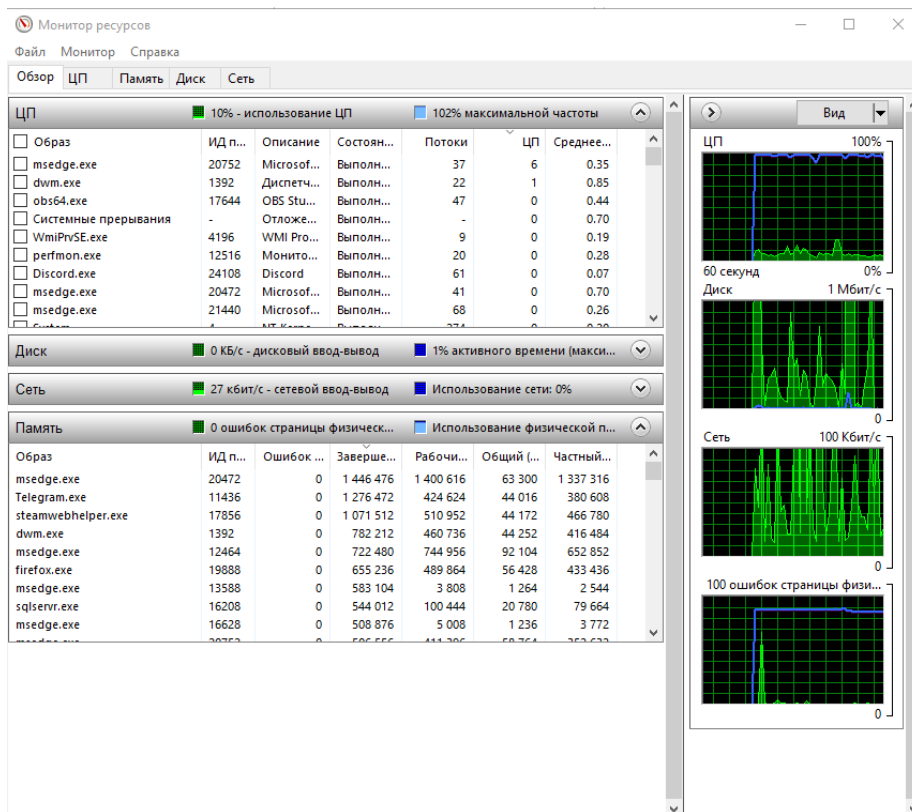 Монитор ресурсов
Файл Монитор Справка
Обзор ЦП Память Диск Сеть
ЦП 10% - использование ЦП 102% максимальной частоты
Образ ИД п... Описание Состоян... Потоки ЦП Среднее...
msedge.exe 20752 Microsof... Выполн... 37 6 0.35
dwm.exe 1392 Диспетч... Выполн... 22 1 0.85
obs64.exe 17644 OBS Stu... Выполн... 47 0 0.44
Системные прерывания - Отложе... Выполн... - 0 0.70
WmiPrvSE.exe 4196 WMI Pro... Выполн... 9 0 0.19
perfmon.exe 12516 Монито... Выполн... 20 0 0.28
Discord.exe 24108 Discord Выполн... 61 0 0.07
msedge.exe 20472 Microsof... Выполн... 41 0 0.70
msedge.exe 21440 Microsof... Выполн... 68 0 0.26
Диск 0 КБ/с - дисковый ввод-вывод 1% активного времени (макси...
Сеть 27 кбит/с - сетевой ввод-вывод Использование сети: 0%
Память 0 ошибок страницы физическ... Использование физической п...
Образ ИД п... Ошибок ... Заверше... Рабочи... Общий (... Частный...
msedge.exe 20472 0 1 446 476 1 400 616 63 300 1 337 316
Telegram.exe 11436 0 1 276 472 424 624 44 016 380 608
steamwebhelper.exe 17856 0 1 071 512 510 952 44 172 466 780
dwm.exe 1392 0 782 212 460 736 44 252 416 484
msedge.exe 12464 0 722 480 744 956 92 104 652 852
firefox.exe 19888 0 655 236 489 864 56 428 433 436
msedge.exe 13588 0 583 104 3 808 1 264 2 544
sqlservr.exe 16208 0 544 012 100 444 20 780 79 664
msedge.exe 16628 0 508 876 5 008 1 236 3 772
Вид
ЦП 100%
60 секунд 0%
Диск 1 Мбит/с
0
Сеть 100 Кбит/с
0
100 ошибок страницы физи...
0